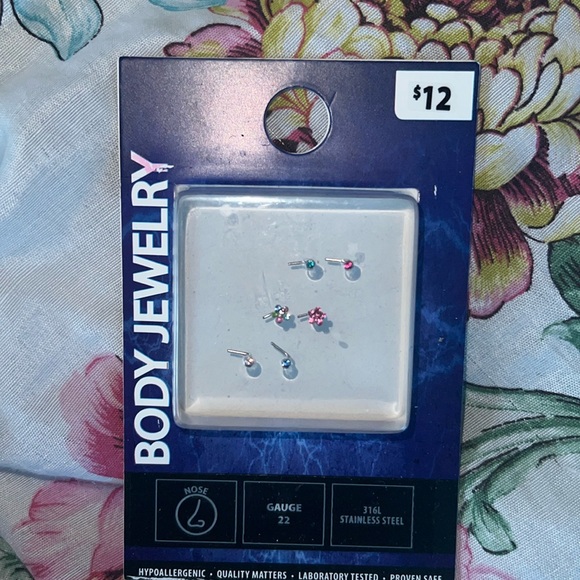 $12
BODY JEWELRY
NOSE
GAUGE
22
316L
STAINLESS STEEL
HYPOALLERGENIC • QUALITY MATTERS • LABORATORY TESTED • PROVEN SAFE